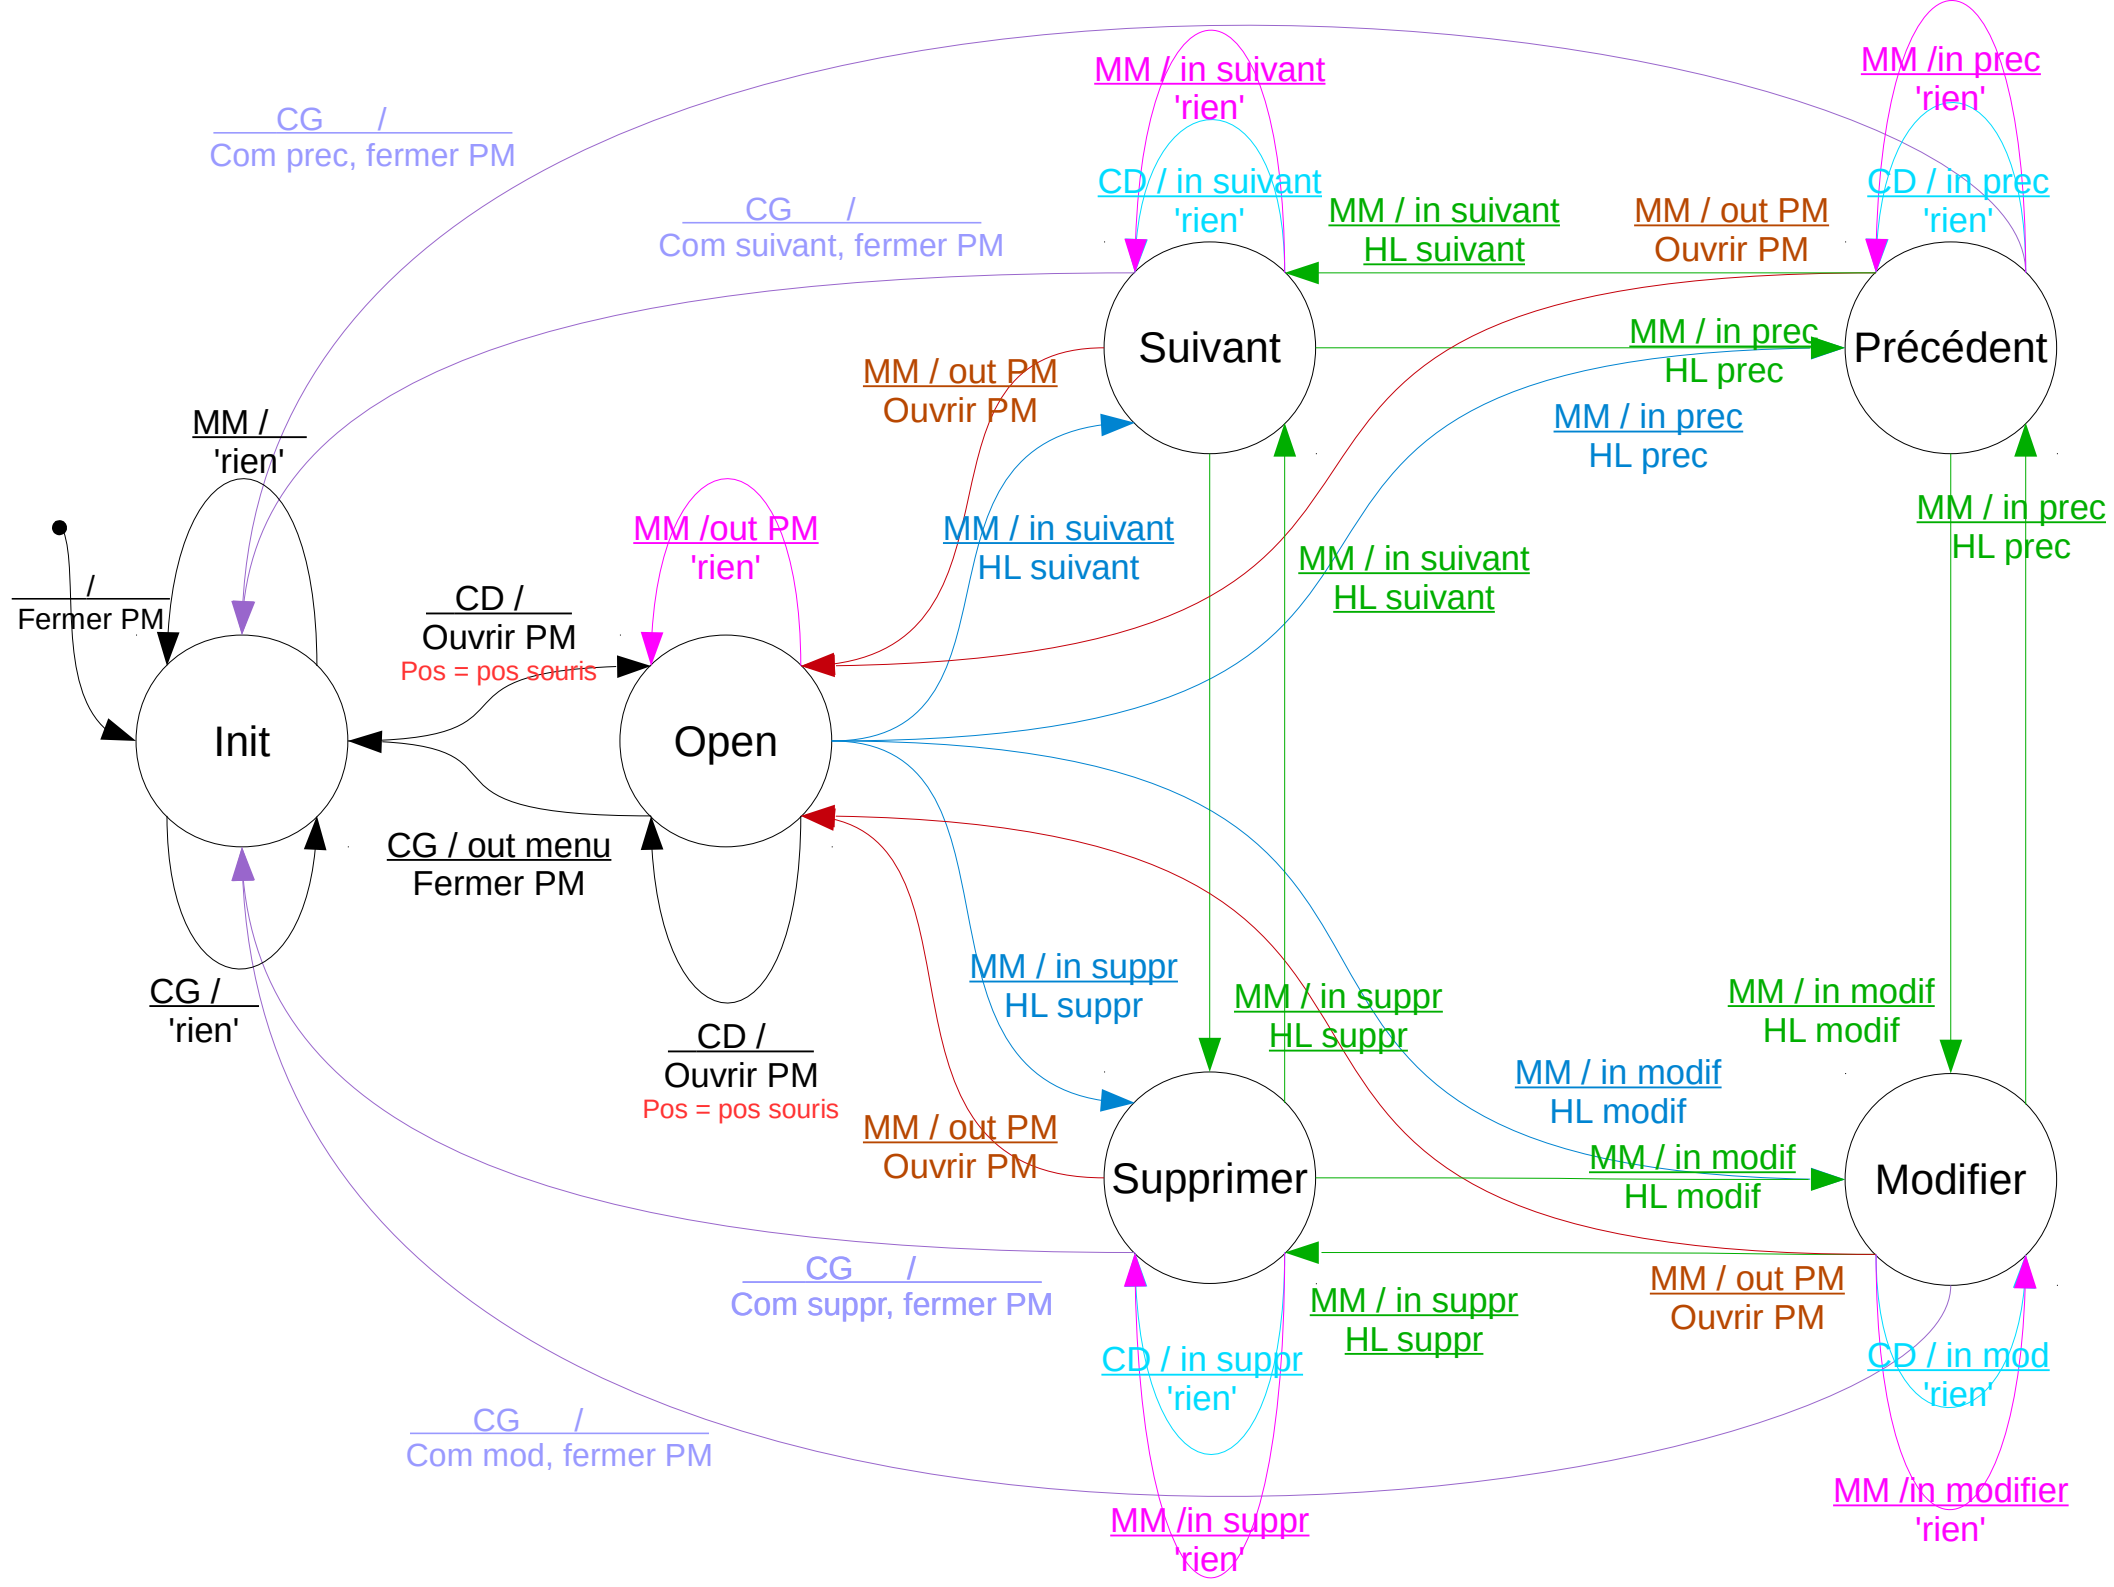 MM / in suivant
'rien'
MM /in prec
'rien'
CG /
Com prec, fermer PM
CD / in suivant
'rien'
CD / in prec
'rien'
CG /
Com suivant, fermer PM
MM / in suivant
HL suivant
MM / out PM
Ouvrir PM
Suivant
Précédent
MM / in prec
HL prec
MM / out PM
Ouvrir PM
MM /
'rien'
MM / in prec
HL prec
MM /out PM
'rien'
MM / in suivant
HL suivant
MM / in suivant
HL suivant
MM / in prec
HL prec
/
Fermer PM
CD /
Ouvrir PM
Pos = pos souris
Init
Open
CG / out menu
Fermer PM
CG /
'rien'
CD /
Ouvrir PM
Pos = pos souris
MM / in suppr
HL suppr
MM / in suppr
HL suppr
MM / in modif
HL modif
MM / in modif
HL modif
MM / out PM
Ouvrir PM
Supprimer
MM / in modif
HL modif
Modifier
CG /
Com suppr, fermer PM
MM / in suppr
HL suppr
MM / out PM
Ouvrir PM
CD / in suppr
'rien'
CD / in mod
'rien'
CG /
Com mod, fermer PM
MM /in suppr
'rien'
MM /in modifier
'rien'